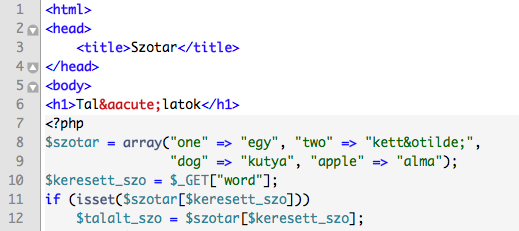 1 <html>
2 <head>
3     <title>Szotar</title>
4 </head>
5 <body>
6 <h1>Tal&aacute;latok</h1>
7 <?php
8 $szotar = array("one" => "egy", "two" => "kett&otilde;",
9                 "dog" => "kutya", "apple" => "alma");
10 $keresett_szo = $_GET["word"];
11 if (isset($szotar[$keresett_szo]))
12     $talalt_szo = $szotar[$keresett_szo];